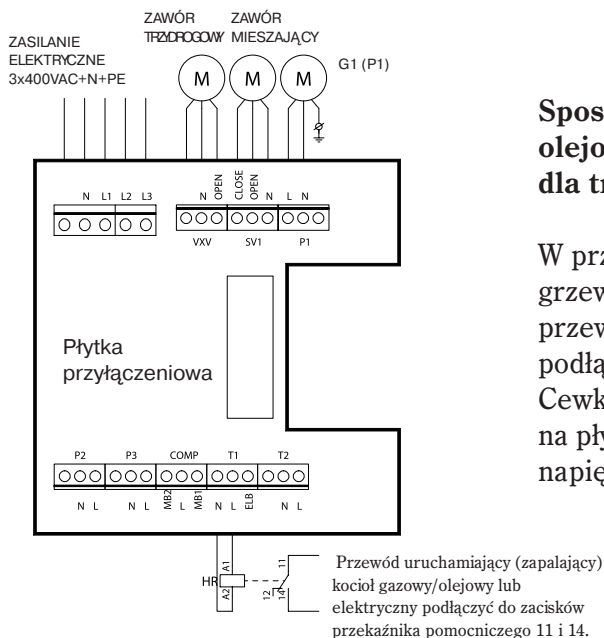 ZAWÓR ZAWÓR
TRZYDROGOWY MIESZAJĄCY
ZASILANIE
ELEKTRYCZNE
3x400VAC+N+PE
G1 (P1)
M M M
N L1 L2 L3
N OPEN CLOSE OPEN N L N
VXV SV1 P1
Płytka
przyłączeniowa
P2 P3 COMP T1 T2
N L N L MB2 L MB1 N L ELB N L
HR A1 A2 11 12 14
Przewód uruchamiający (zapalający)
kocioł gazowy/olejowy lub
elektryczny podłączyć do zacisków
przekaźnika pomocniczego 11 i 14.
Spos
olejo
dla tr
W prz
grzew
przew
podłą
Cewk
na pły
napię